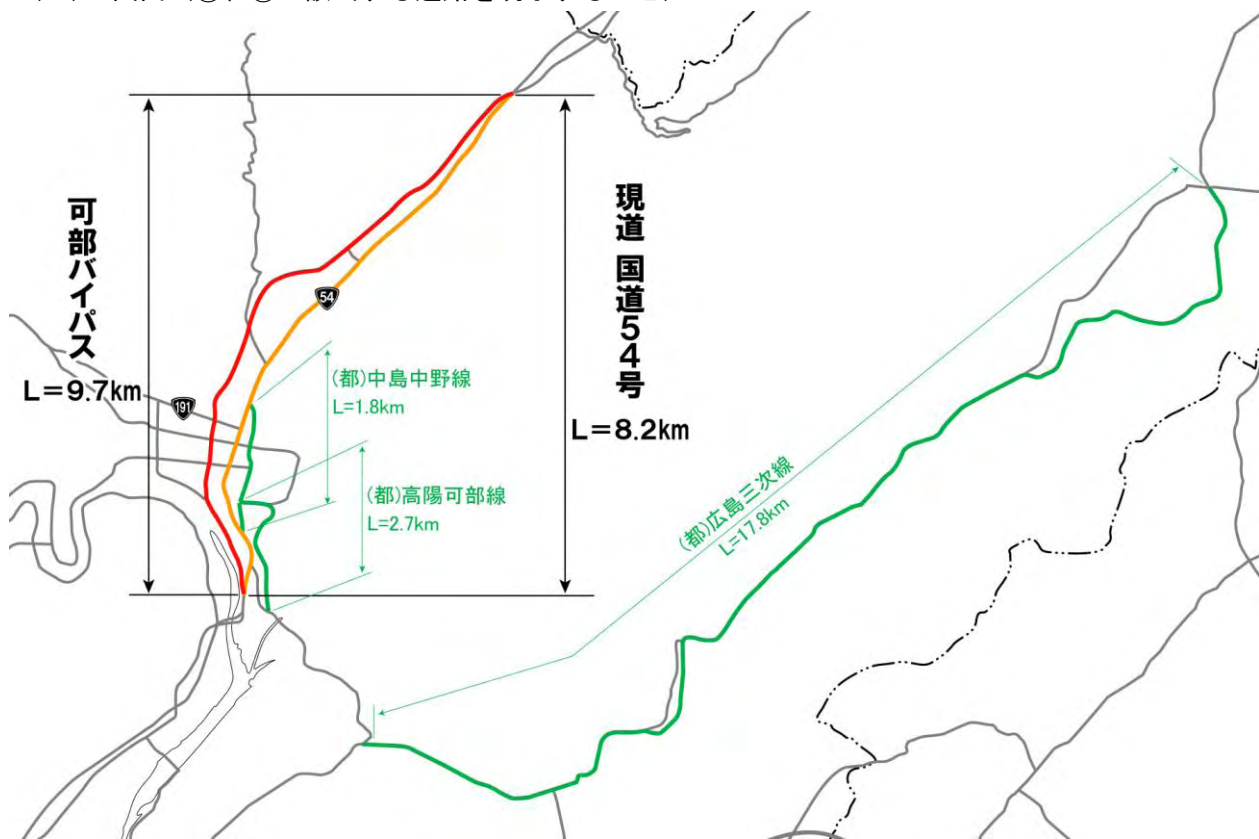 可部バイパス
L=9.7km
現道 国道54号
L=8.2km
54
191
(都)中島中野線
L=1.8km
(都)高陽可部線
L=2.7km
(都)広島三次線
L=17.8km